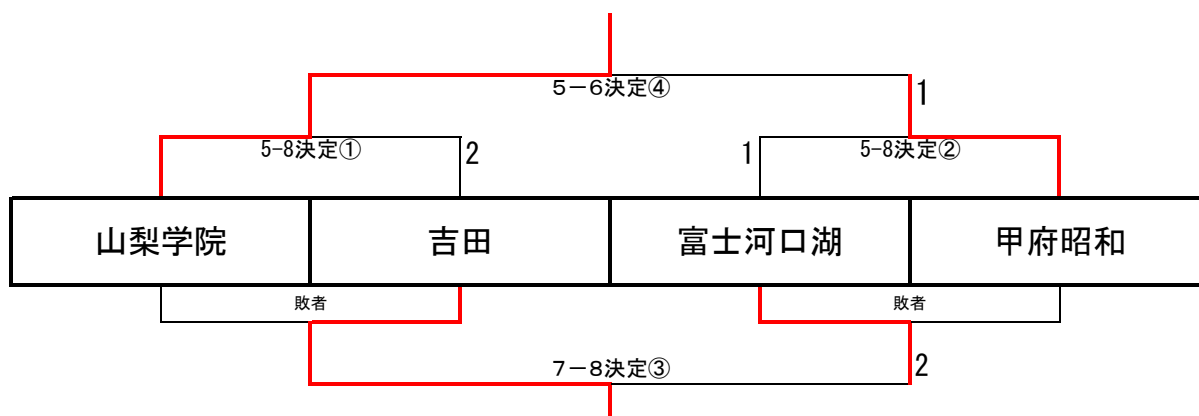 ５－６決定④
1
5-8決定①
2
1
5-8決定②
山梨学院
吉田
富士河口湖
甲府昭和
敗者
敗者
７－８決定③
2